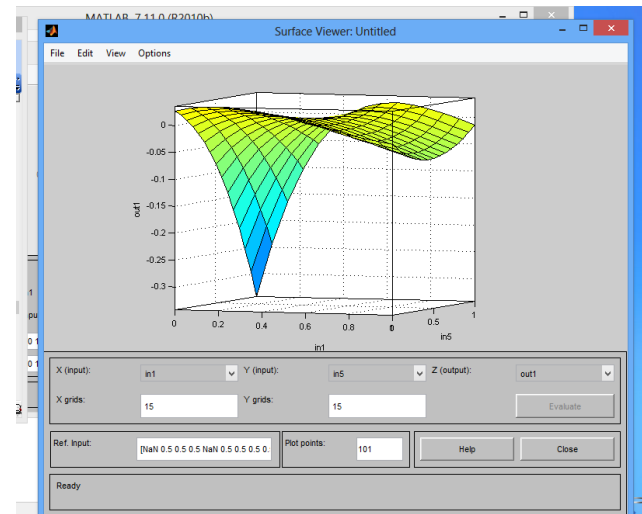 MATLAB 7.11.0 (R2010b)
Surface Viewer: Untitled
File Edit View Options
0
-0.05
-0.1
-0.15
-0.2
-0.25
-0.3
out1
0 0.2 0.4 0.6 0.8
0.5 1
in1
in5
X (input): in1 Y (input): in5 Z (output): out1
X grids: 15 Y grids: 15 Evaluate
Ref. Input: [NaN 0.5 0.5 0.5 NaN 0.5 0.5 0.5 0. Plot points: 101 Help Close
Ready